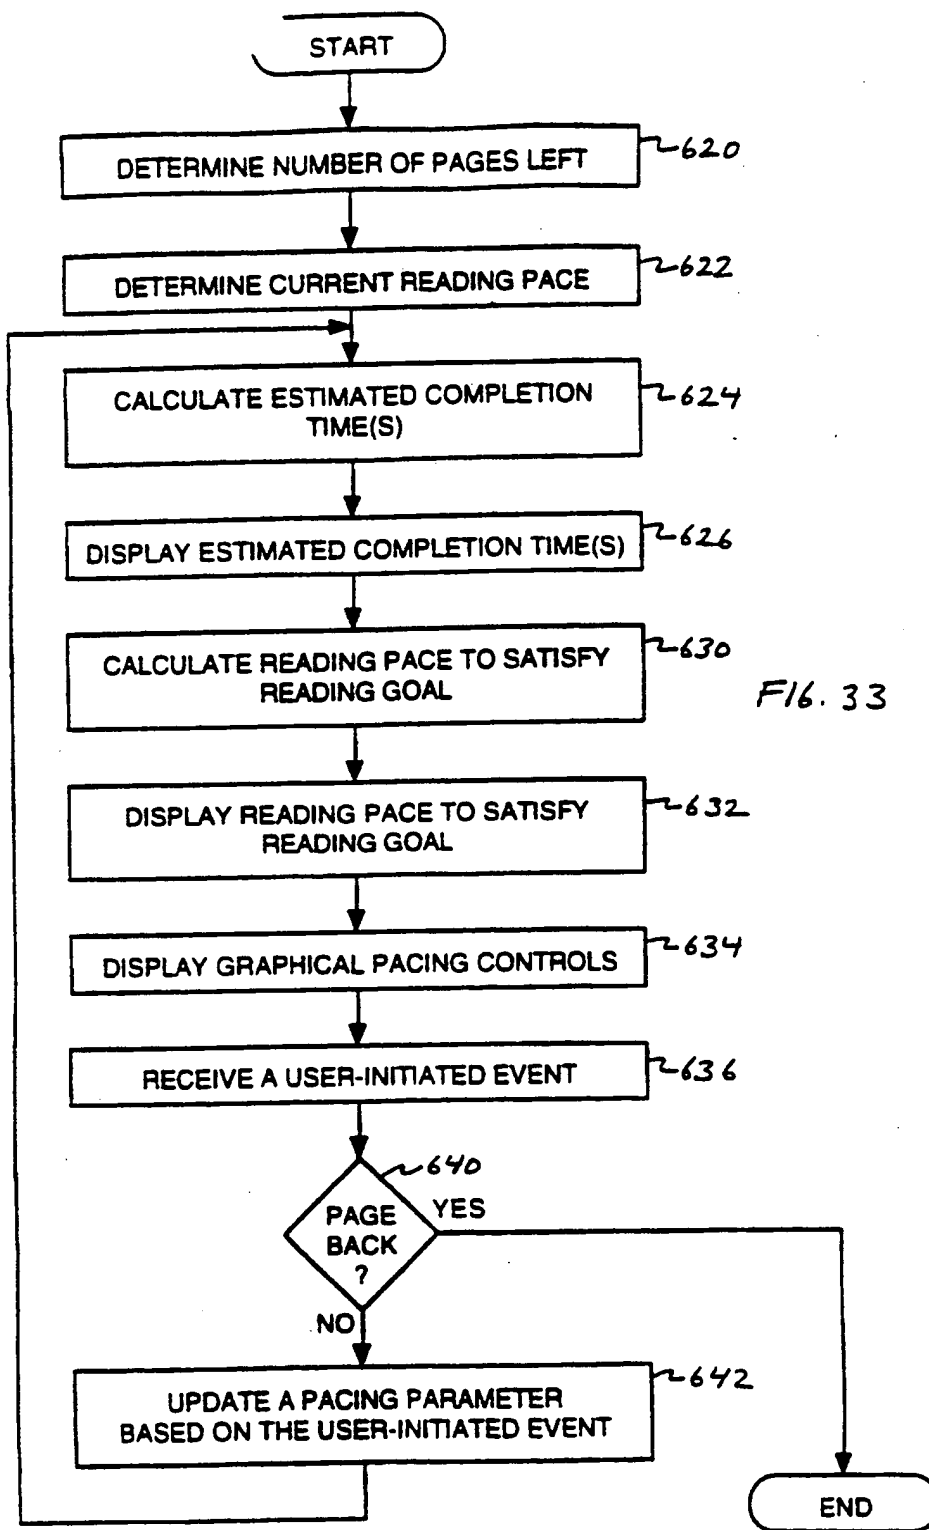 START
DETERMINE NUMBER OF PAGES LEFT
620
DETERMINE CURRENT READING PACE
622
CALCULATE ESTIMATED COMPLETION
TIME(S)
624
DISPLAY ESTIMATED COMPLETION TIME(S)
626
CALCULATE READING PACE TO SATISFY
READING GOAL
630
FIG. 33
DISPLAY READING PACE TO SATISFY
READING GOAL
632
DISPLAY GRAPHICAL PACING CONTROLS
634
RECEIVE A USER-INITIATED EVENT
636
640
PAGE
BACK
?
YES
NO
UPDATE A PACING PARAMETER
BASED ON THE USER-INITIATED EVENT
642
END